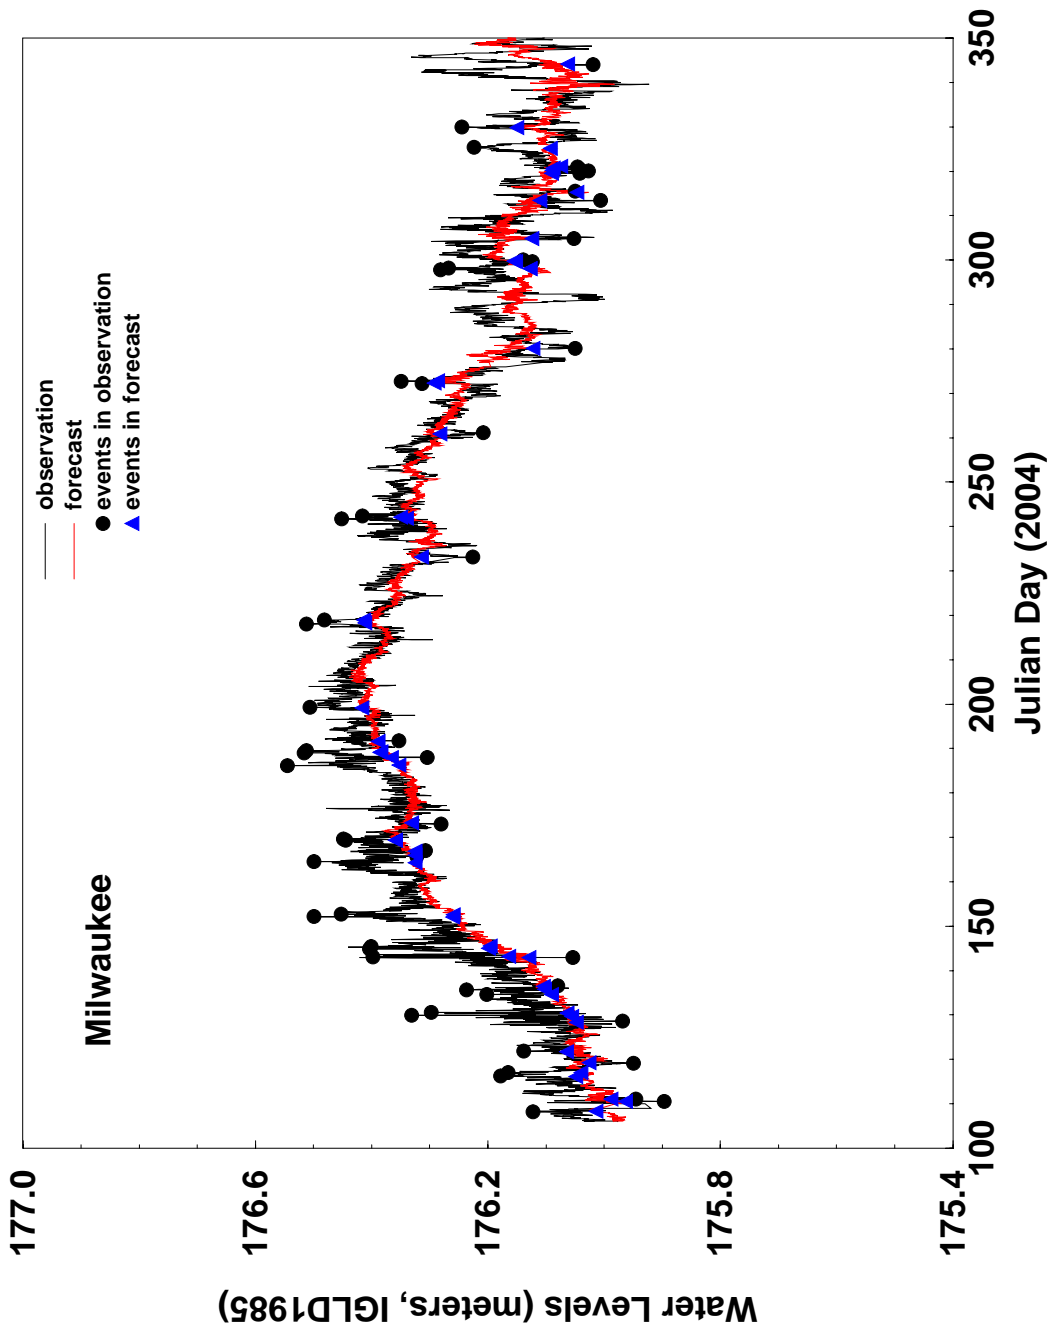 Milwaukee
observation
forecast
events in observation
events in forecast
Water Levels (meters, IGLD1985)
177.0
176.6
176.2
175.8
175.4
100
150
200
250
300
350
Julian Day (2004)